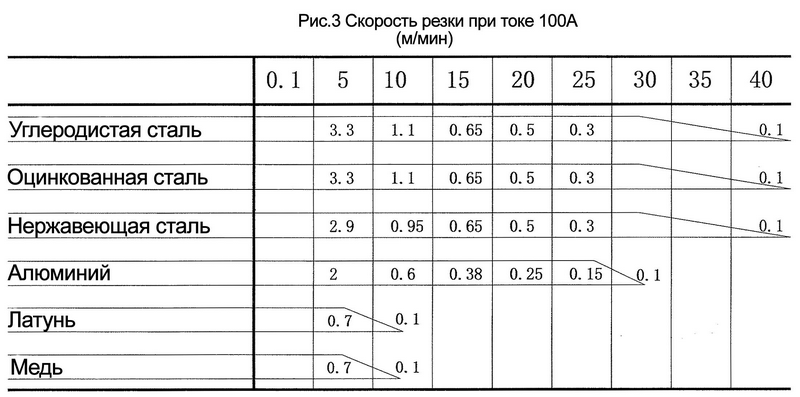 Рис.3 Скорость резки при токе 100А
(м/мин)
0.1 5 10 15 20 25 30 35 40
Углеродистая сталь 3.3 1.1 0.65 0.5 0.3 0.1
Оцинкованная сталь 3.3 1.1 0.65 0.5 0.3 0.1
Нержавеющая сталь 2.9 0.95 0.65 0.5 0.3 0.1
Алюминий 2 0.6 0.38 0.25 0.15 0.1
Латунь 0.7 0.1
Медь 0.7 0.1